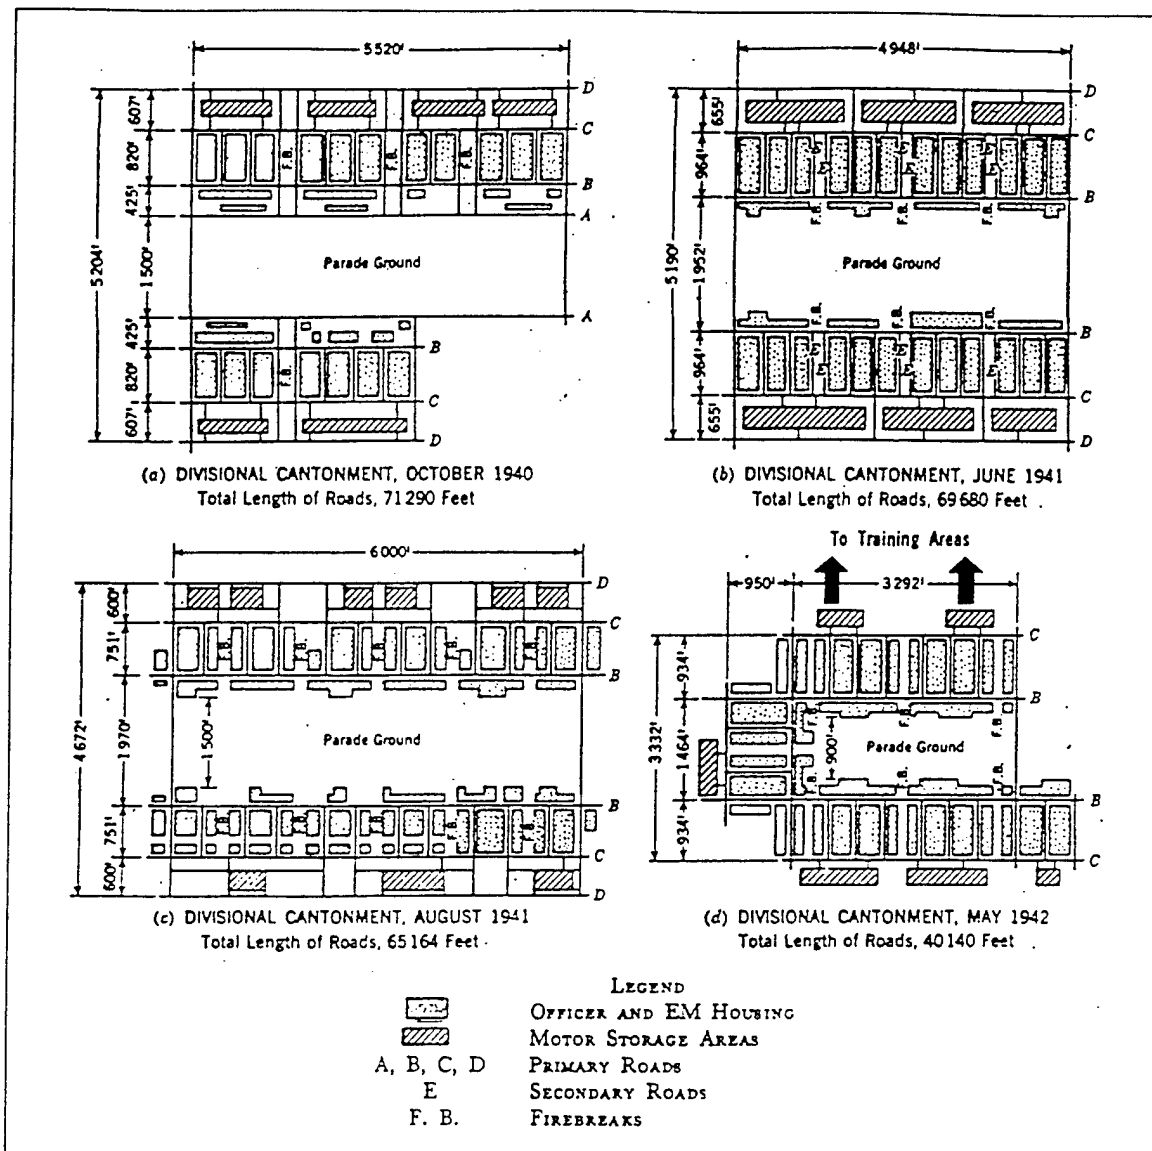 5520'
D
607'
C
820'
F.B.
F.B.
F.B.
B
425'
A
5204'
1500'
Parade Ground
A
425'
B
820'
F.B.
C
607'
D
(a) DIVISIONAL CANTONMENT, OCTOBER 1940
Total Length of Roads, 71290 Feet
4948'
D
655'
C
964'
E
E
E
E
E
E
B
F.B.
F.B.
F.B.
5190'
1952'
Parade Ground
F.B.
F.B.
F.B.
B
964'
E
E
E
E
E
E
C
655'
D
(b) DIVISIONAL CANTONMENT, JUNE 1941
Total Length of Roads, 69680 Feet
6000'
D
600'
C
751'
F.B.
F.B.
F.B.
F.B.
F.B.
B
4672'
1970'
1500'
Parade Ground
B
751'
F.B.
F.B.
F.B.
F.B.
F.B.
C
600'
D
(c) DIVISIONAL CANTONMENT, AUGUST 1941
Total Length of Roads, 65164 Feet
To Training Areas
950'
3292'
C
934'
B
F.B.
F.B.
F.B.
3332'
1464'
900'
Parade Ground
F.B.
F.B.
F.B.
B
934'
C
(d) DIVISIONAL CANTONMENT, MAY 1942
Total Length of Roads, 40140 Feet
LEGEND
OFFICER AND EM HOUSING
MOTOR STORAGE AREAS
A, B, C, D PRIMARY ROADS
E SECONDARY ROADS
F. B. FIREBREAKS